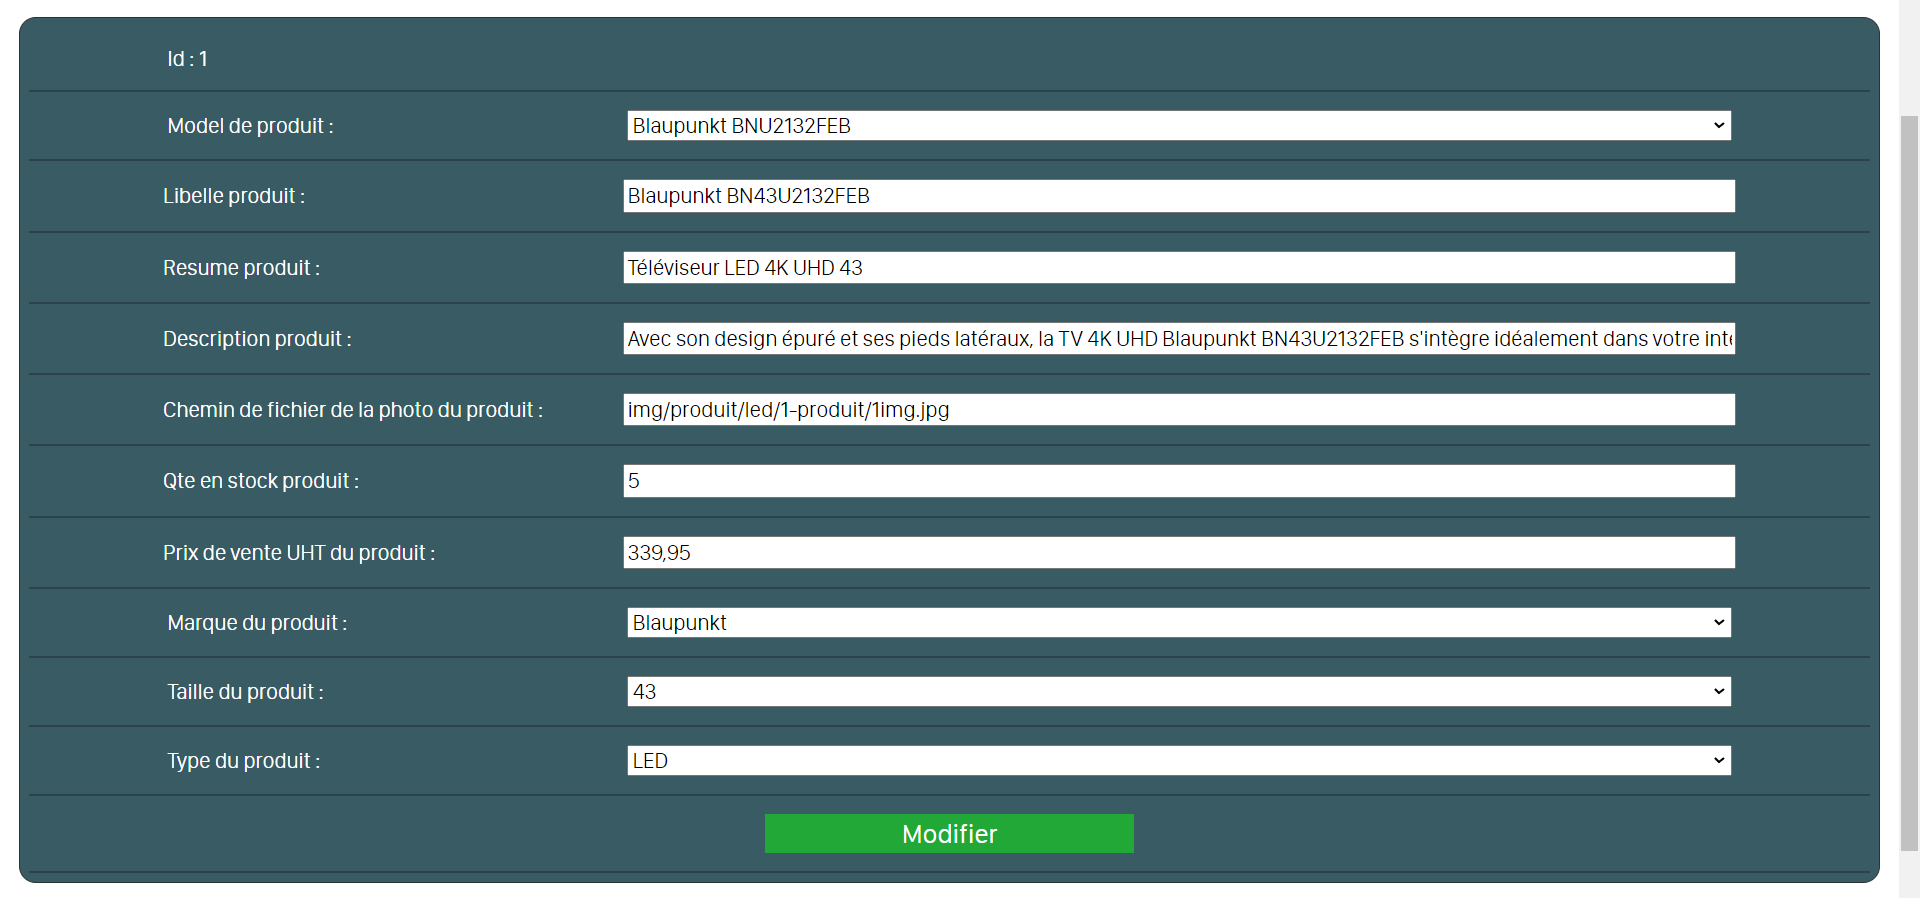 Id : 1
Model de produit : Blaupunkt BNU2132FEB
Libelle produit : Blaupunkt BN43U2132FEB
Resume produit : Téléviseur LED 4K UHD 43
Description produit : Avec son design épuré et ses pieds latéraux, la TV 4K UHD Blaupunkt BN43U2132FEB s'intègre idéalement dans votre
Chemin de fichier de la photo du produit : img/produit/led/1-produit/1img.jpg
Qte en stock produit : 5
Prix de vente UHT du produit : 339,95
Marque du produit : Blaupunkt
Taille du produit : 43
Type du produit : LED
Modifier